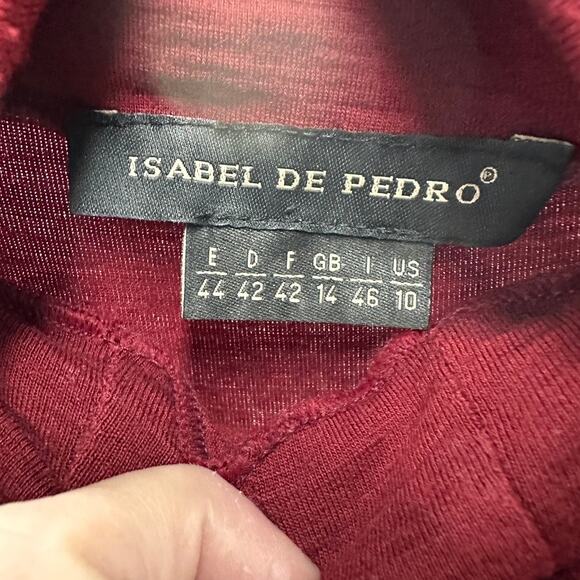 ISABEL DE PEDRO®
E D F GB I US
44 42 42 14 46 10